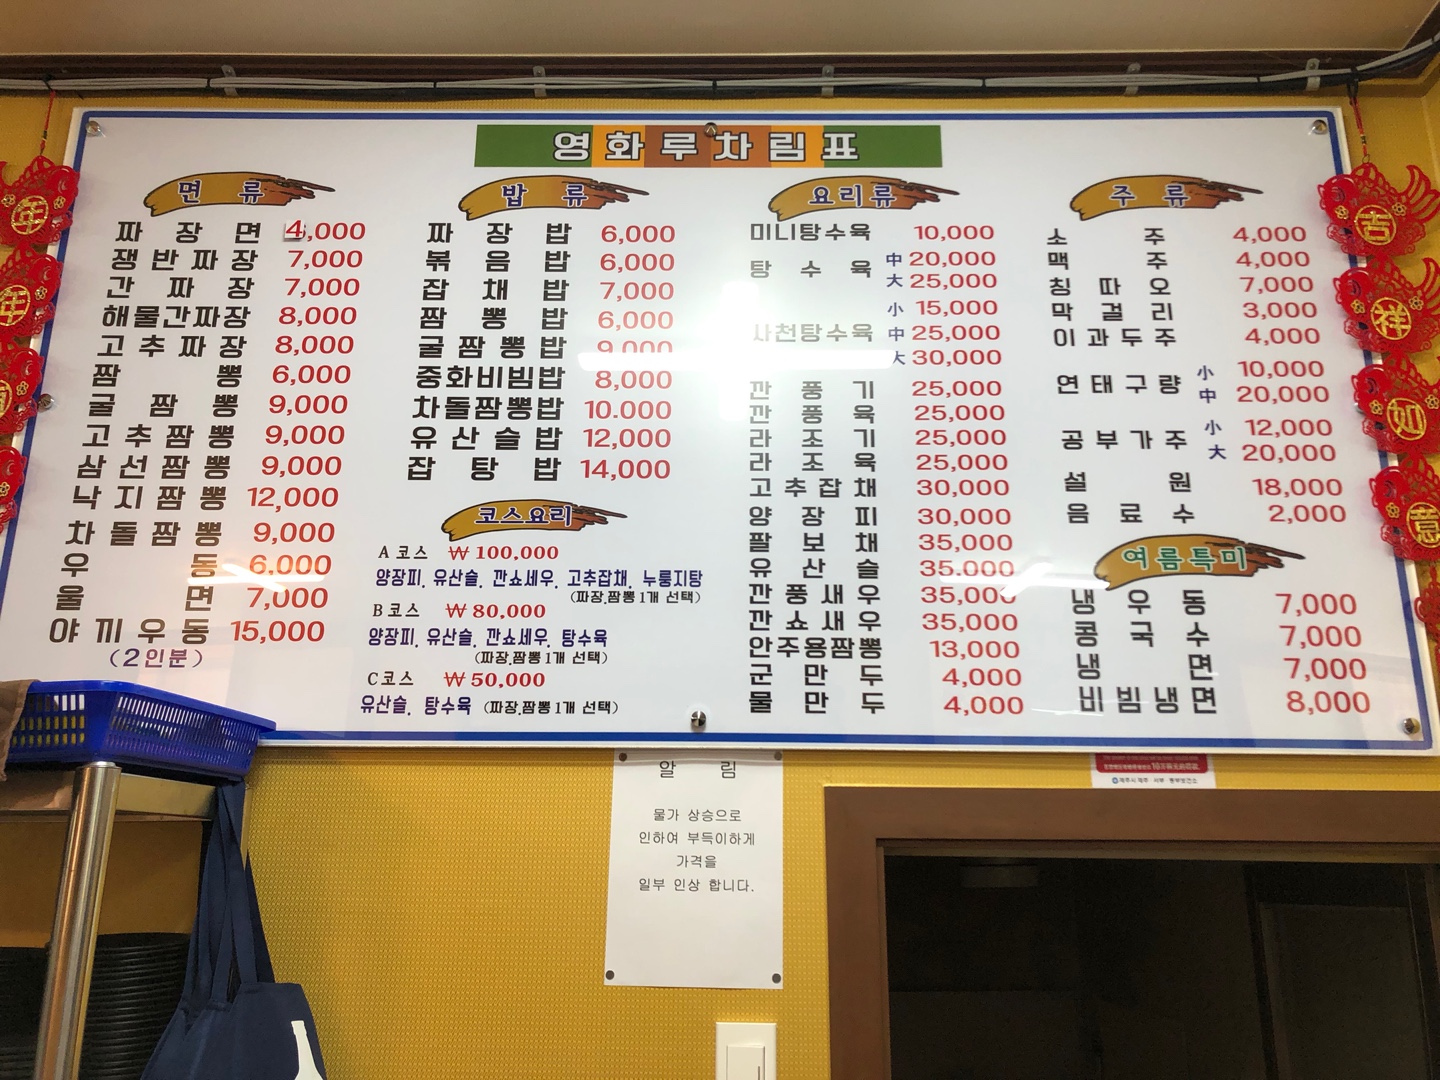 영화루차림표
면 류
짜장면 4,000
쟁반짜장 7,000
간짜장 7,000
해물간짜장 8,000
고추짜장 8,000
짬뽕 6,000
굴짬뽕 9,000
고추짬뽕 9,000
삼선짬뽕 9,000
낙지짬뽕 12,000
차돌짬뽕 9,000
우동 6,000
울면 7,000
야끼우동 15,000
(2인분)
밥 류
짜장밥 6,000
볶음밥 6,000
잡채밥 7,000
짬뽕밥 6,000
굴짬뽕밥 9,000
중화비빔밥 8,000
차돌짬뽕밥 10.000
유산슬밥 12,000
잡탕밥 14,000
코스요리
A 코스 ₩ 100,000
양장피, 유산슬, 깐쇼세우, 고추잡채, 누룽지탕
(짜장,짬뽕1개 선택)
B 코스 ₩ 80,000
양장피, 유산슬, 깐쇼세우, 탕수육
(짜장,짬뽕1개 선택)
C 코스 ₩ 50,000
유산슬, 탕수육 (짜장,짬뽕1개 선택)
요리류
미니탕수육 10,000
탕수육 中 20,000
大 25,000
小 15,000
사천탕수육 中 25,000
大 30,000
깐풍기 25,000
깐풍육 25,000
라조기 25,000
라조육 25,000
고추잡채 30,000
양장피 30,000
팔보채 35,000
유산슬 35.000
깐풍새우 35,000
깐쇼새우 35,000
안주용짬뽕 13,000
군만두 4,000
물만두 4,000
주 류
소주 4,000
맥주 4,000
칭따오 7,000
막걸리 3,000
이과두주 4,000
연태구량 小 10,000
中 20,000
공부가주 小 12,000
大 20,000
설원 18,000
음료수 2,000
여름특미
냉우동 7,000
콩국수 7,000
냉면 7,000
비빔냉면 8,000
알 림
물가 상승으로
인하여 부득이하게
가격을
일부 인상 합니다.
年
年
吉
祥
如
意